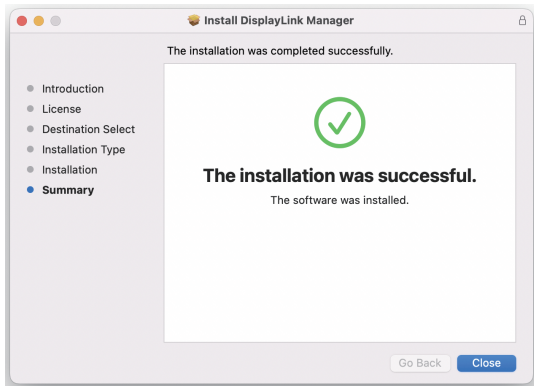 Install DisplayLink Manager
The installation was completed successfully.
Introduction
License
Destination Select
Installation Type
Installation
Summary
The installation was successful.
The software was installed.
Go Back
Close